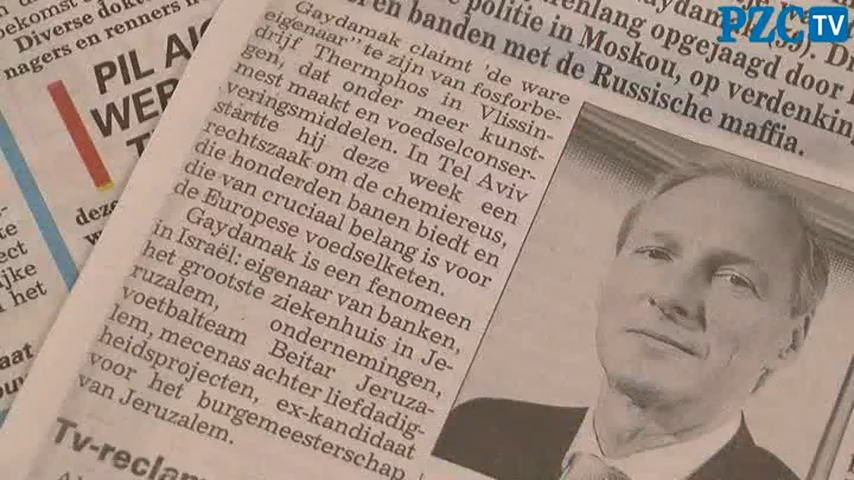 PZC TV
bekomst e
Diverse dok
nagers en renners n
PIL AIC
WER
T
deze
w
te
ect
ijke
n het
aat
politie in Moskou, op verdenking
en banden met de Russische maffia.
enlang opgejaagd door
Gaydamak claimt 'de ware
eigenaar'' te zijn van fosforbe-
drijf Thermphos in Vlissin-
gen, dat onder meer kunst-
mest maakt en voedselconser-
veringsmiddelen. In Tel Aviv
startte hij deze week een
rechtszaak om de chemiereus,
die honderden banen biedt en
die van cruciaal belang is voor
de Europese voedselketen.
Gaydamak is een fenomeen
in Israël: eigenaar van banken,
het grootste ziekenhuis in Je-
ruzalem, ondernemingen,
voetbalteam Beitar Jeruza-
lem, mecenas achter liefdadig-
heidsprojecten, ex-kandidaat
voor het burgemeesterschap
van Jeruzalem.
Tv-reclam